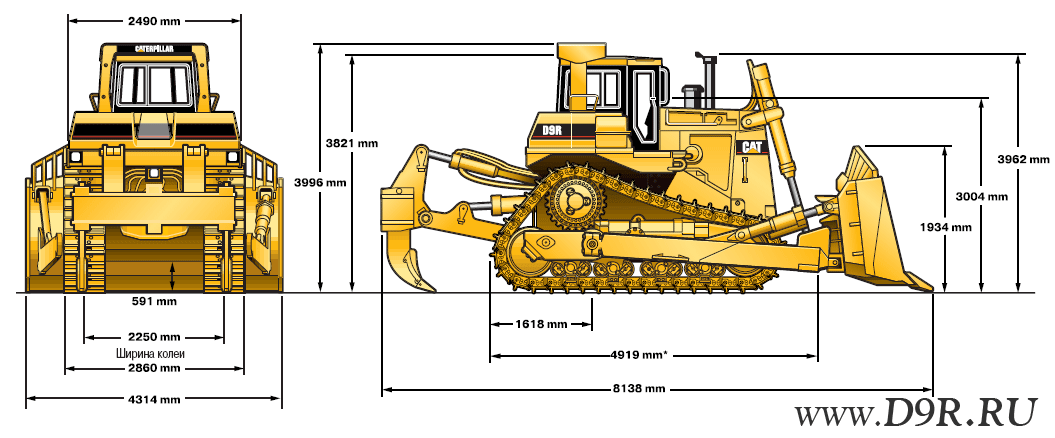 2490 mm
CATERPILLAR
591 mm
2250 mm
Ширина колеи
2860 mm
4314 mm
3996 mm
3821 mm
D9R
CAT
3962 mm
3004 mm
1934 mm
1618 mm
4919 mm*
8138 mm
www.D9R.RU